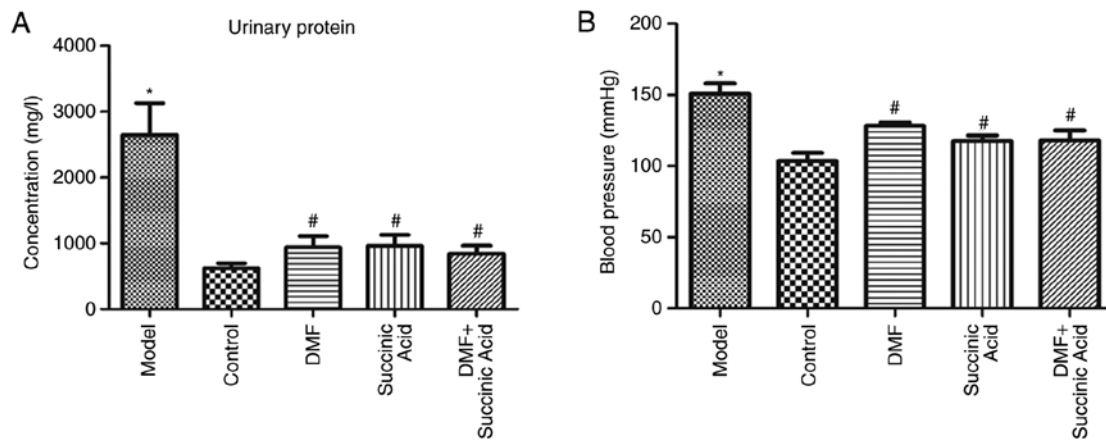 A
Urinary protein
Concentration (mg/l)
4000
3000
2000
1000
0
*
#
#
#
Model
Control
DMF
Succinic
Acid
DMF+
Succinic Acid
B
Blood pressure (mmHg)
200
150
100
50
0
*
#
#
#
Model
Control
DMF
Succinic
Acid
DMF+
Succinic Acid